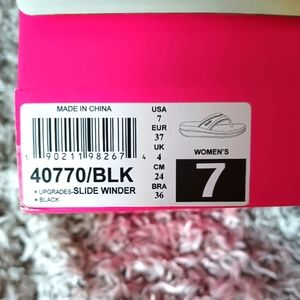 MADE IN CHINA
1 90211 98267 4
40770/BLK
• UPGRADES-SLIDE WINDER
• BLACK
USA
7
EUR
37
UK
4
CM
24
BRA
36
WOMEN'S
7